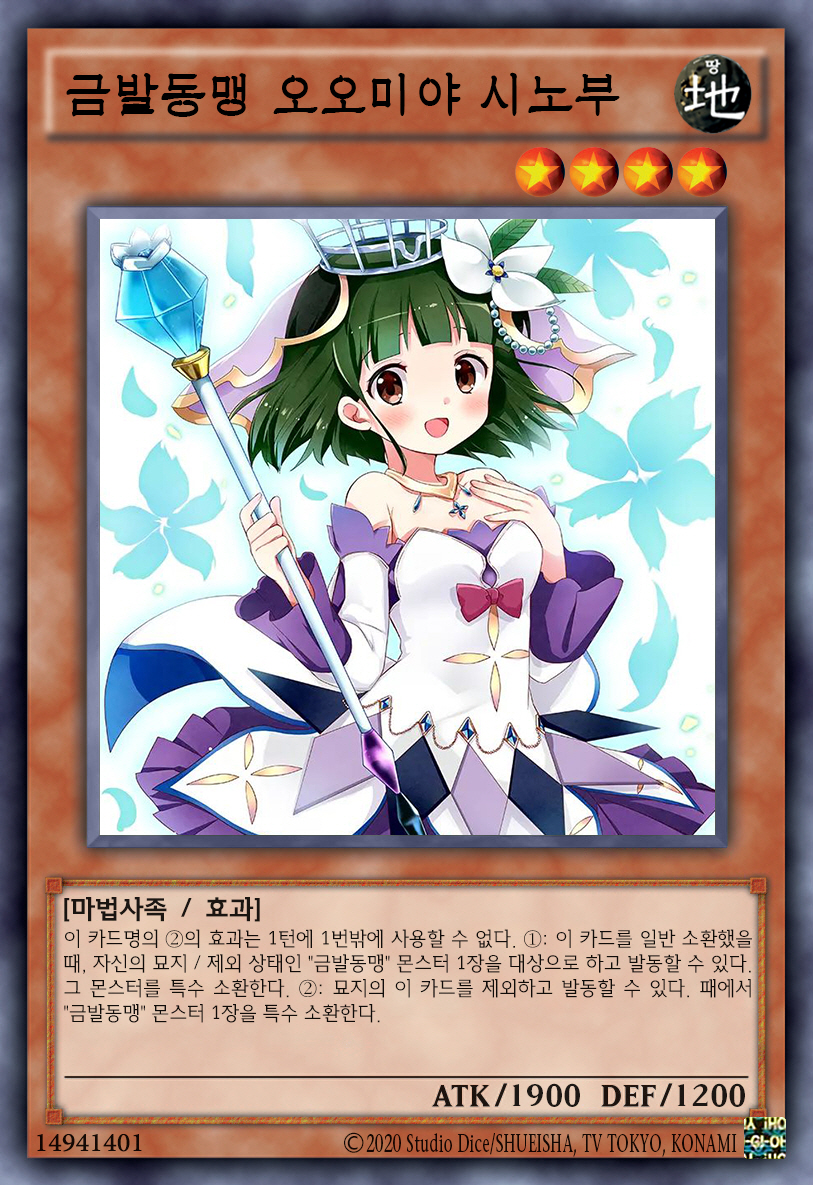 금발동맹 오오미야 시노부
땅
地
[마법사족 / 효과]
이 카드명의 ②의 효과는 1턴에 1번밖에 사용할 수 없다. ①: 이 카드를 일반 소환했을
때, 자신의 묘지 / 제외 상태인 "금발동맹" 몬스터 1장을 대상으로 하고 발동할 수 있다.
그 몬스터를 특수 소환한다. ②: 묘지의 이 카드를 제외하고 발동할 수 있다. 패에서
"금발동맹" 몬스터 1장을 특수 소환한다.
ATK/1900 DEF/1200
14941401
©2020 Studio Dice/SHUEISHA, TV TOKYO, KONAMI